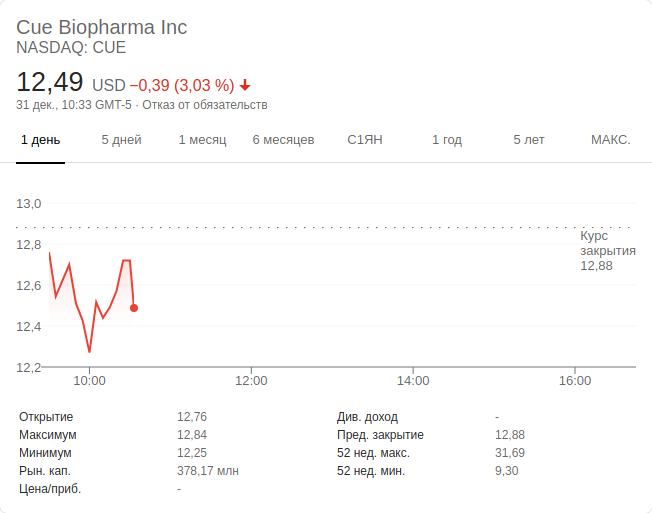 Cue Biopharma Inc
NASDAQ: CUE
12,49 USD −0,39 (3,03 %)
31 дек., 10:33 GMT-5 · Отказ от обязательств
1 день 5 дней 1 месяц 6 месяцев С1ЯН 1 год 5 лет МАКС.
13,0
Курс
закрытия
12,88
12,8
12,6
12,4
12,2
10:00 12:00 14:00 16:00
Открытие 12,76 Див. доход -
Максимум 12,84 Пред. закрытие 12,88
Минимум 12,25 52 нед. макс. 31,69
Рын. кап. 378,17 млн 52 нед. мин. 9,30
Цена/приб. -